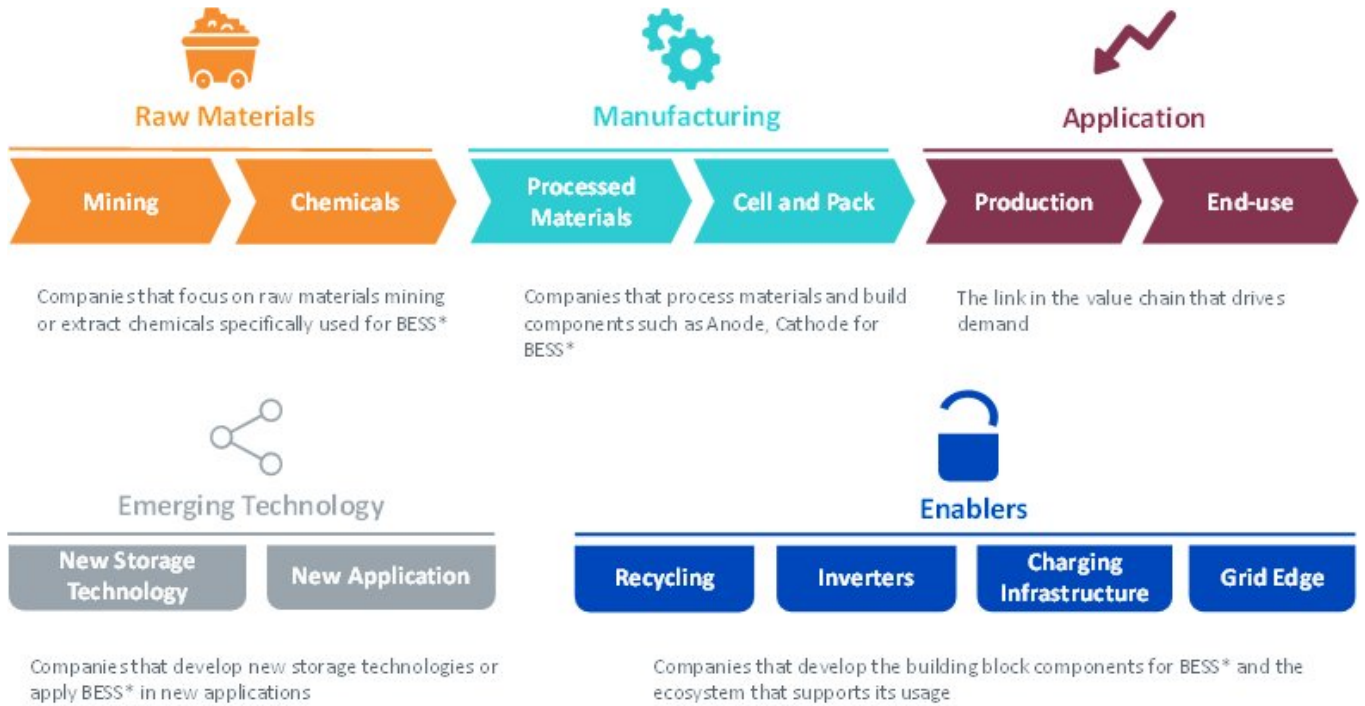 Raw Materials
Manufacturing
Application
Mining
Chemicals
Processed
Materials
Cell and Pack
Production
End-use
Companies that focus on raw materials mining
or extract chemicals specifically used for BESS*
Companies that process materials and build
components such as Anode, Cathode for
BESS*
The link in the value chain that drives
demand
Emerging Technology
Enablers
New Storage
Technology
New Application
Recycling
Inverters
Charging
Infrastructure
Grid Edge
Companies that develop new storage technologies or
apply BESS* in new applications
Companies that develop the building block components for BESS* and the
ecosystem that supports its usage